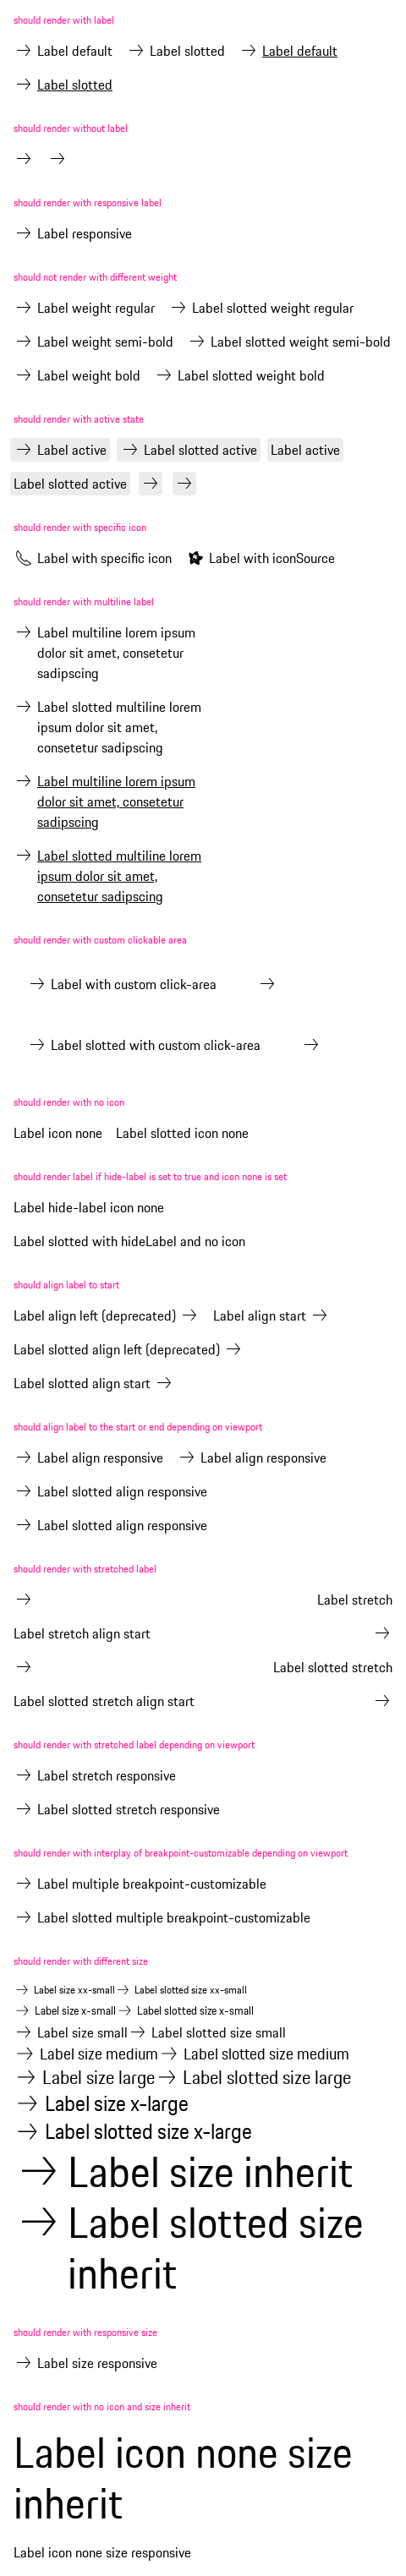 should render with label
Label default Label slotted Label default
Label slotted
should render without label
should render with responsive label
Label responsive
should not render with different weight
Label weight regular Label slotted weight regular
Label weight semi-bold Label slotted weight semi-bold
Label weight bold Label slotted weight bold
should render with active state
Label active Label slotted active Label active
Label slotted active
should render with specific icon
Label with specific icon Label with iconSource
should render with multiline label
Label multiline lorem ipsum
dolor sit amet, consetetur
sadipscing
Label slotted multiline lorem
ipsum dolor sit amet,
consetetur sadipscing
Label multiline lorem ipsum
dolor sit amet, consetetur
sadipscing
Label slotted multiline lorem
ipsum dolor sit amet,
consetetur sadipscing
should render with custom clickable area
Label with custom click-area
Label slotted with custom click-area
should render with no icon
Label icon none Label slotted icon none
should render label if hide-label is set to true and icon none is set
Label hide-label icon none
Label slotted with hideLabel and no icon
should align label to start
Label align left (deprecated) Label align start
Label slotted align left (deprecated)
Label slotted align start
should align label to the start or end depending on viewport
Label align responsive Label align responsive
Label slotted align responsive
Label slotted align responsive
should render with stretched label
Label stretch
Label stretch align start
Label slotted stretch
Label slotted stretch align start
should render with stretched label depending on viewport
Label stretch responsive
Label slotted stretch responsive
should render with interplay of breakpoint-customizable depending on viewport
Label multiple breakpoint-customizable
Label slotted multiple breakpoint-customizable
should render with different size
Label size xx-small Label slotted size xx-small
Label size x-small Label slotted size x-small
Label size small Label slotted size small
Label size medium Label slotted size medium
Label size large Label slotted size large
Label size x-large
Label slotted size x-large
Label size inherit
Label slotted size
inherit
should render with responsive size
Label size responsive
should render with no icon and size inherit
Label icon none size
inherit
Label icon none size responsive